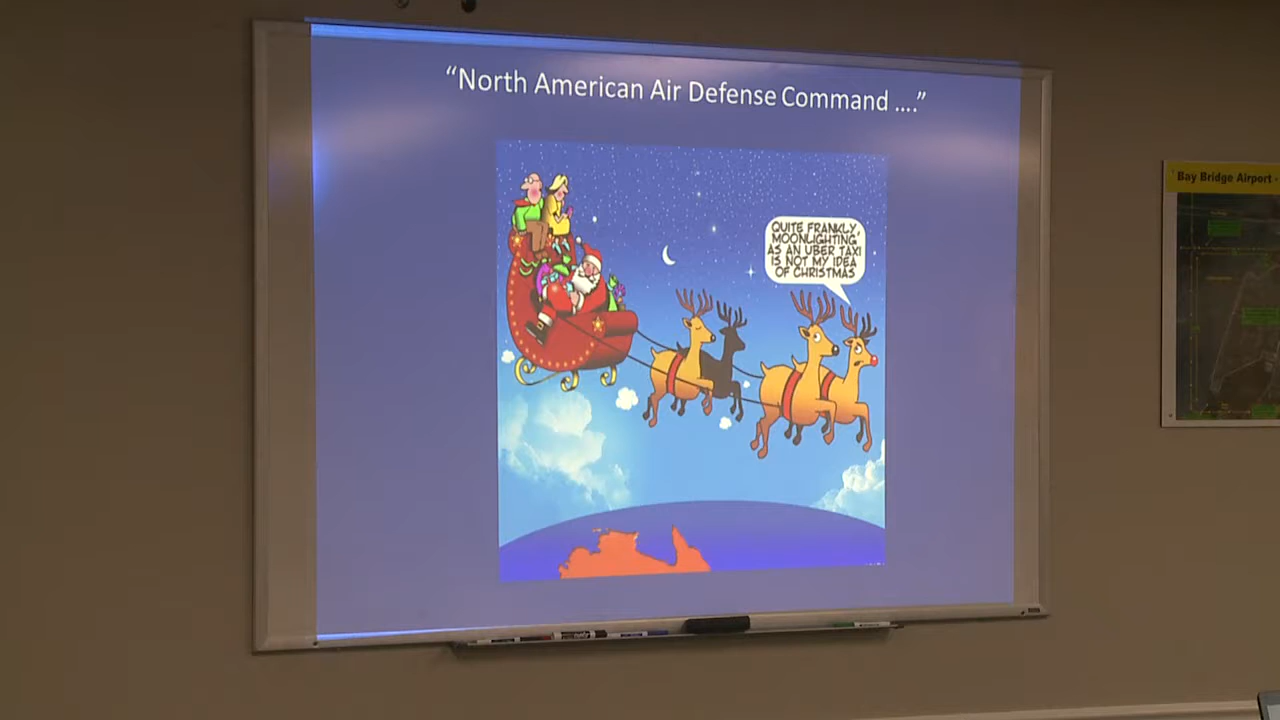 “North American Air Defense Command ....”
QUITE FRANKLY,
MOONLIGHTING
AS AN UBER TAXI
IS NOT MY IDEA
OF CHRISTMAS
Bay Bridge Airport -